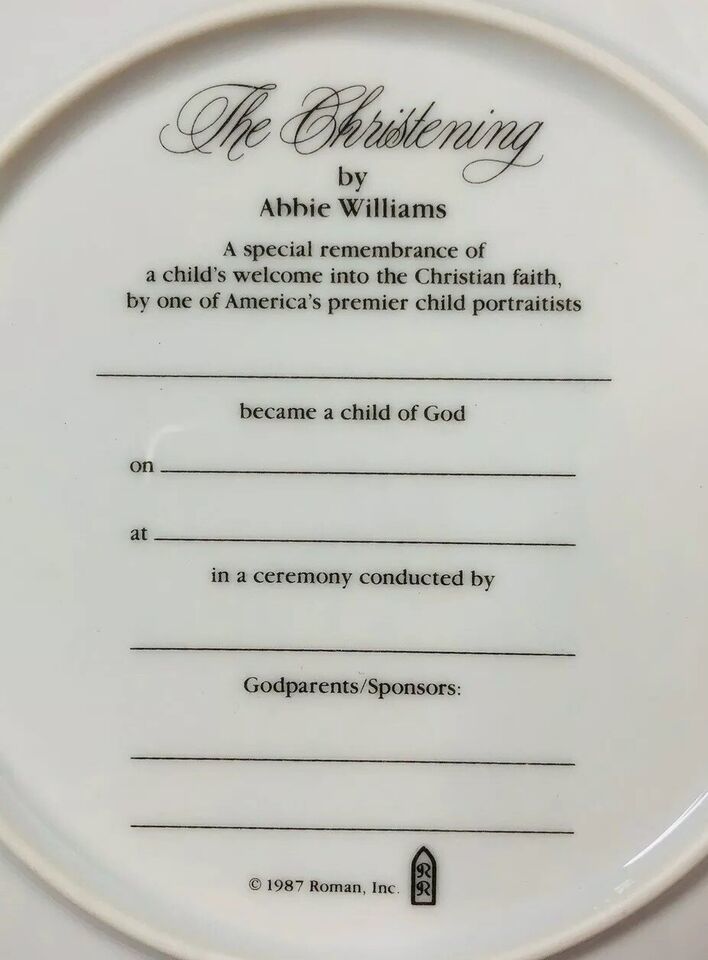 The Christening
by
Abbie Williams
A special remembrance of
a child's welcome into the Christian faith,
by one of America's premier child portraitists
became a child of God
on
at
in a ceremony conducted by
Godparents/Sponsors:
© 1987 Roman, Inc.
R
R